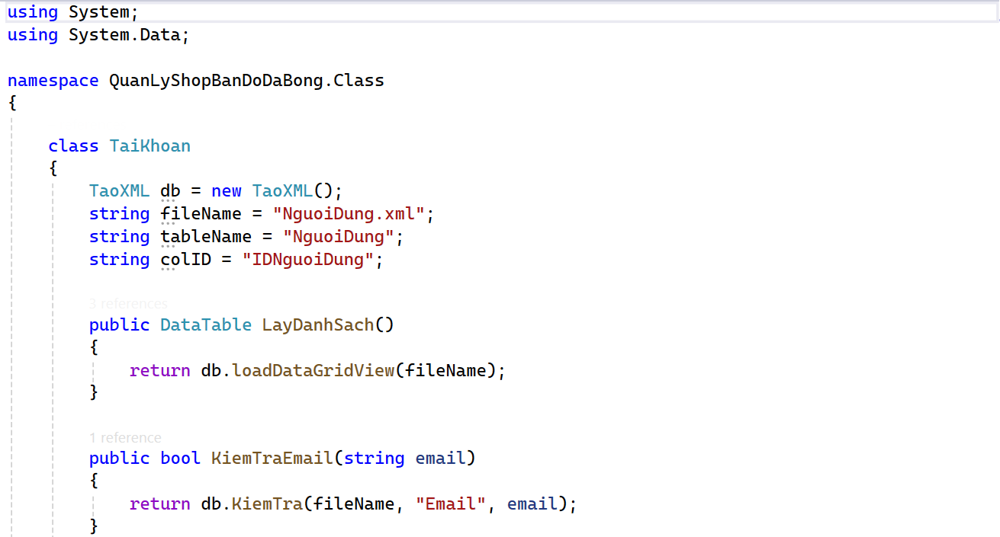 using System;
using System.Data;
namespace QuanLyShopBanDoDaBong.Class
{
class TaiKhoan
{
TaoXML db = new TaoXML();
string fileName = "NguoiDung.xml";
string tableName = "NguoiDung";
string colID = "IDNguoiDung";
3 references
public DataTable LayDanhSach()
{
return db.loadDataGridView(fileName);
}
1 reference
public bool KiemTraEmail(string email)
{
return db.KiemTra(fileName, "Email", email);
}